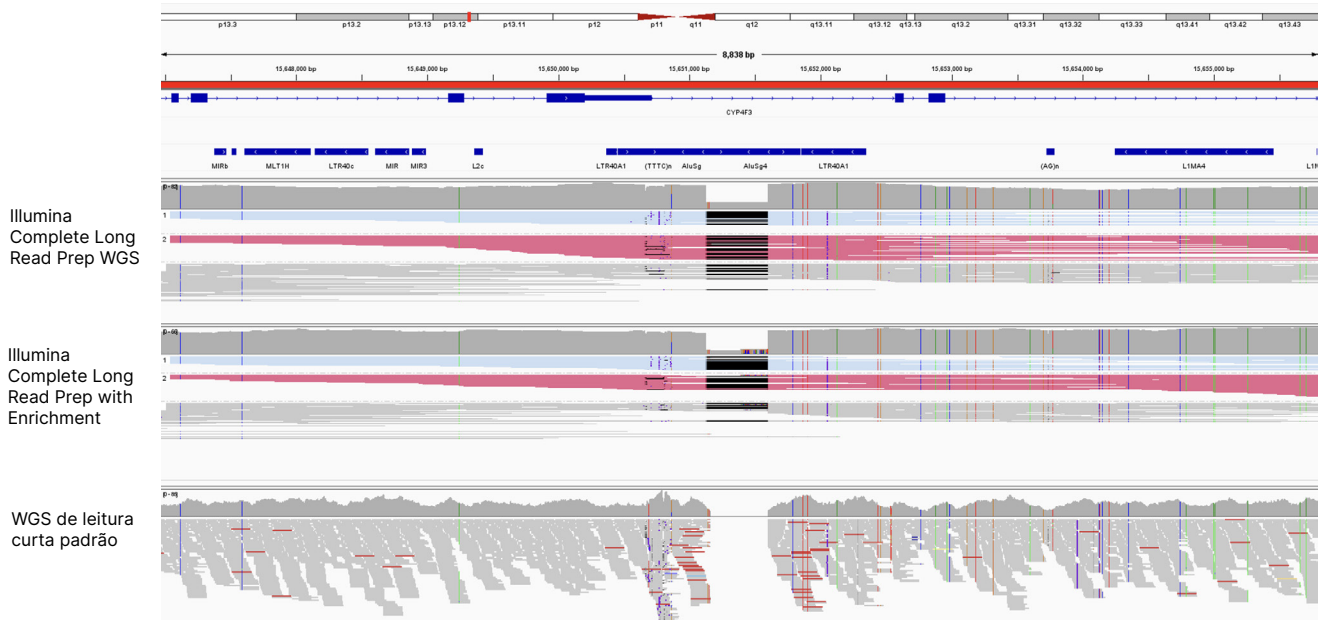 p13.3 p13.2 p13.13 p13.12 p13.11 p12 p11 q11 q12 q13.11 q13.12 q13.13 q13.2 q13.31 q13.32 q13.33 q13.41 q13.42 q13.43
8,838 bp
15,648,000 bp 15,649,000 bp 15,650,000 bp 15,651,000 bp 15,652,000 bp 15,653,000 bp 15,654,000 bp 15,655,000 bp
CYP4F3
MIRb MLT1H LTR40c MIR MIR3 L2c LTR40A1 (TTTC)n AluSg AluSg4 LTR40A1 (AG)n L1MA4
Illumina
Complete Long
Read Prep WGS
1
2
Illumina
Complete Long
Read Prep with
Enrichment
1
2
WGS de leitura
curta padrão